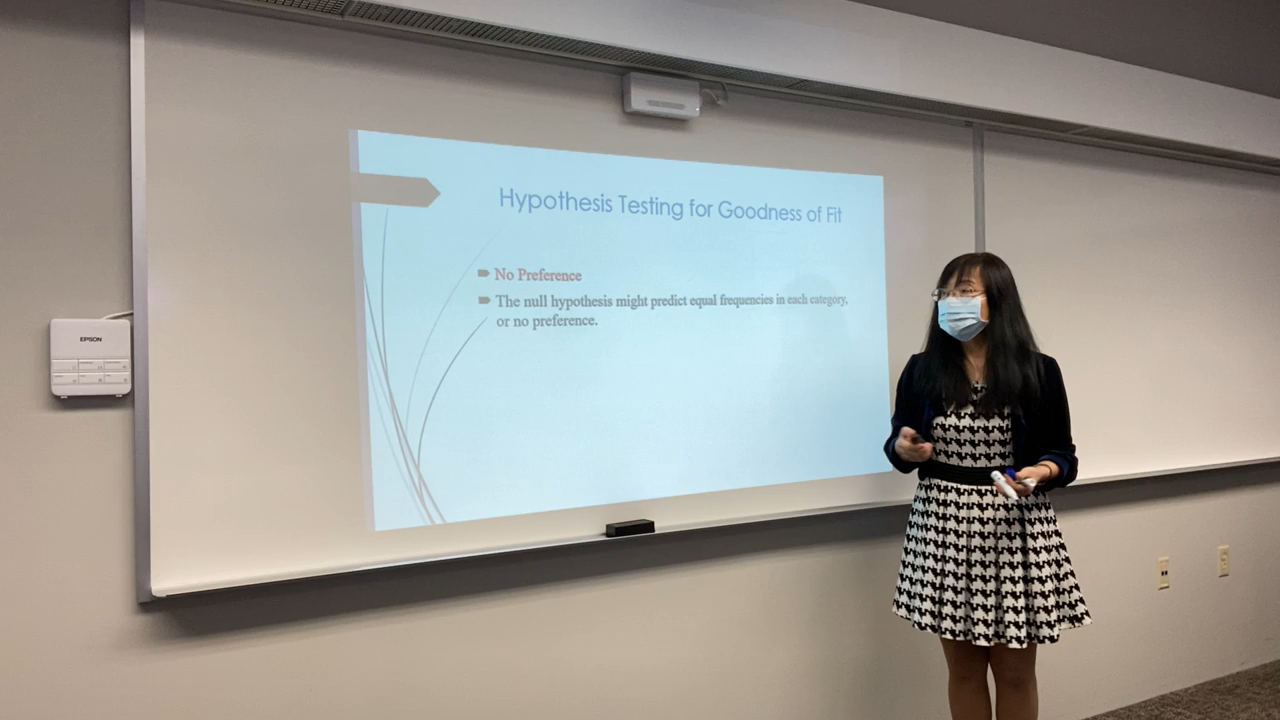 Hypothesis Testing for Goodness of Fit
No Preference
The null hypothesis might predict equal frequencies in each category,
or no preference.
EPSON